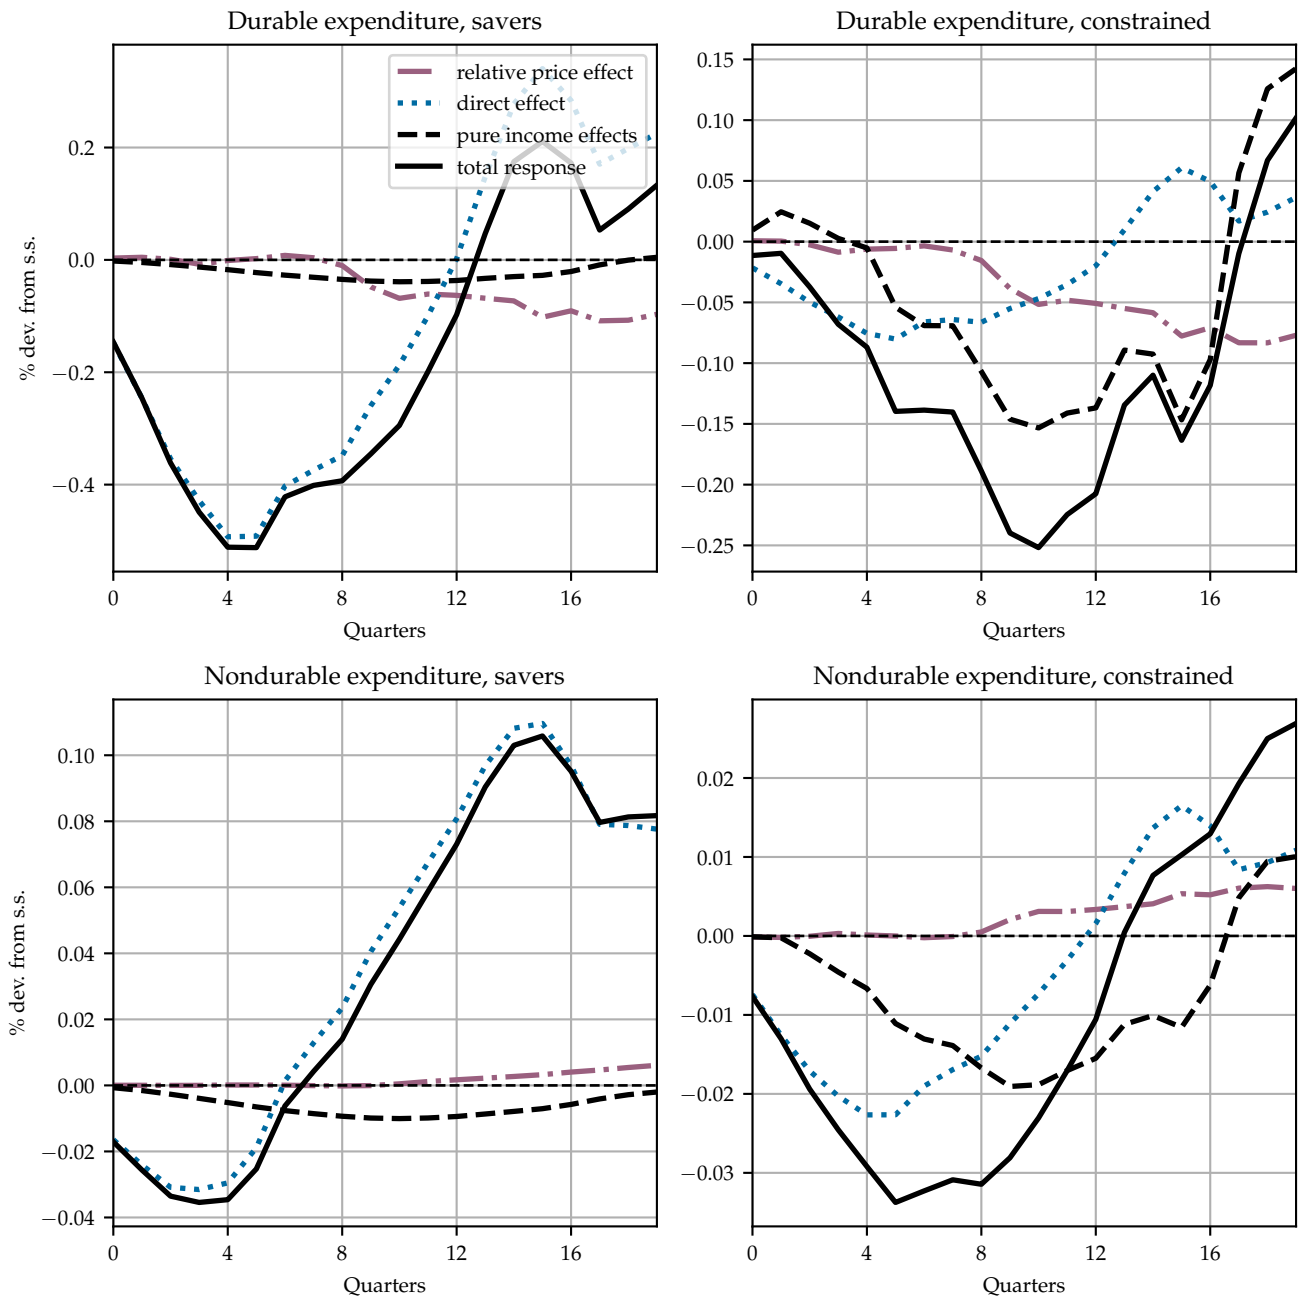 Durable expenditure, savers
relative price effect
direct effect
pure income effects
total response
0.2
0.0
−0.2
−0.4
% dev. from s.s.
0 4 8 12 16
Quarters
Durable expenditure, constrained
0.15
0.10
0.05
0.00
−0.05
−0.10
−0.15
−0.20
−0.25
0 4 8 12 16
Quarters
Nondurable expenditure, savers
0.10
0.08
0.06
0.04
0.02
0.00
−0.02
−0.04
% dev. from s.s.
0 4 8 12 16
Quarters
Nondurable expenditure, constrained
0.02
0.01
0.00
−0.01
−0.02
−0.03
0 4 8 12 16
Quarters